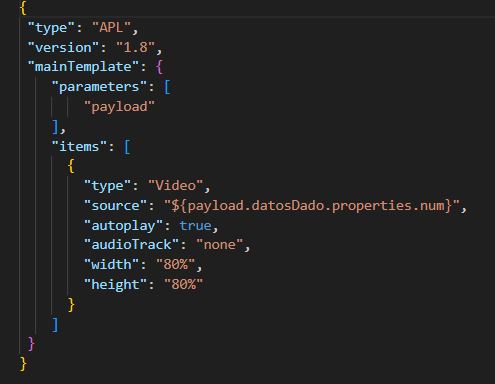 {
"type": "APL",
"version": "1.8",
"mainTemplate": {
"parameters": [
"payload"
],
"items": [
{
"type": "Video",
"source": "${payload.datosDado.properties.num}",
"autoplay": true,
"audioTrack": "none",
"width": "80%",
"height": "80%"
}
]
}
}